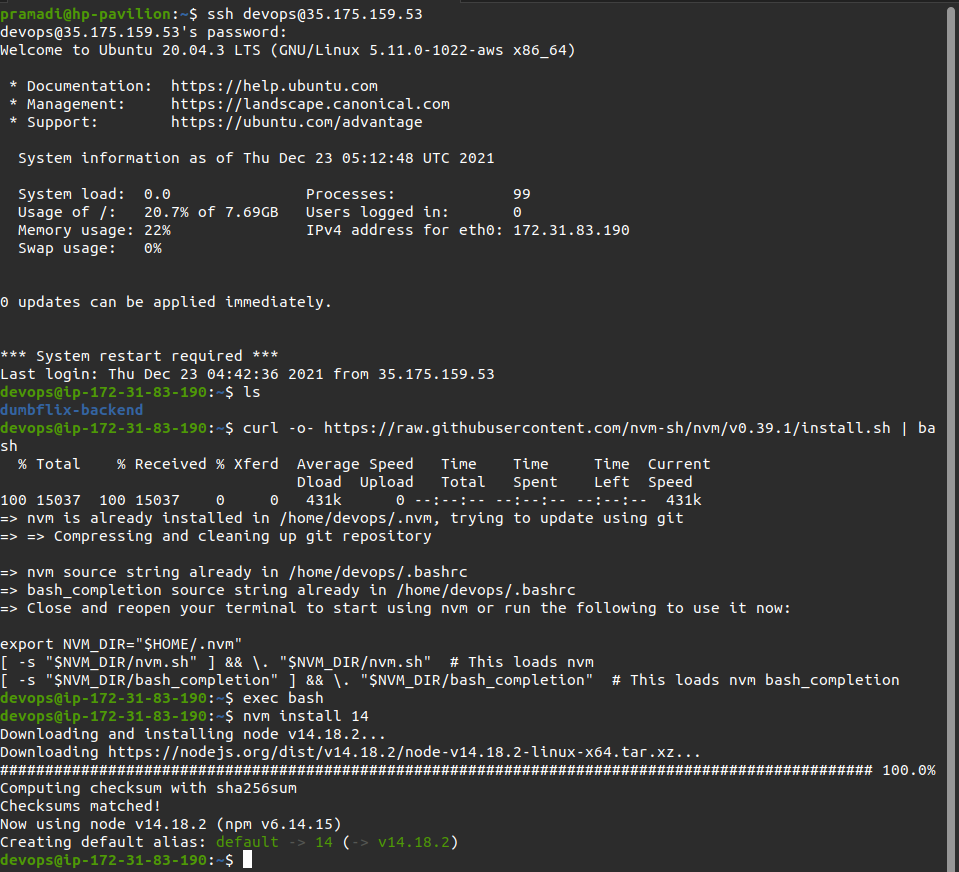 pramadi@hp-pavilion:~$ ssh devops@35.175.159.53
devops@35.175.159.53's password:
Welcome to Ubuntu 20.04.3 LTS (GNU/Linux 5.11.0-1022-aws x86_64)

 * Documentation:  https://help.ubuntu.com
 * Management:     https://landscape.canonical.com
 * Support:        https://ubuntu.com/advantage

  System information as of Thu Dec 23 05:12:48 UTC 2021

  System load:  0.0               Processes:             99
  Usage of /:   20.7% of 7.69GB   Users logged in:       0
  Memory usage: 22%               IPv4 address for eth0: 172.31.83.190
  Swap usage:   0%


0 updates can be applied immediately.


*** System restart required ***
Last login: Thu Dec 23 04:42:36 2021 from 35.175.159.53
devops@ip-172-31-83-190:~$ ls
dumbflix-backend
devops@ip-172-31-83-190:~$ curl -o- https://raw.githubusercontent.com/nvm-sh/nvm/v0.39.1/install.sh | ba
sh
  % Total    % Received % Xferd  Average Speed   Time    Time     Time  Current
                                 Dload  Upload   Total   Spent    Left  Speed
100 15037  100 15037    0     0   431k      0 --:--:-- --:--:-- --:--:--  431k
=> nvm is already installed in /home/devops/.nvm, trying to update using git
=> => Compressing and cleaning up git repository

=> nvm source string already in /home/devops/.bashrc
=> bash_completion source string already in /home/devops/.bashrc
=> Close and reopen your terminal to start using nvm or run the following to use it now:

export NVM_DIR="$HOME/.nvm"
[ -s "$NVM_DIR/nvm.sh" ] && \. "$NVM_DIR/nvm.sh"  # This loads nvm
[ -s "$NVM_DIR/bash_completion" ] && \. "$NVM_DIR/bash_completion"  # This loads nvm bash_completion
devops@ip-172-31-83-190:~$ exec bash
devops@ip-172-31-83-190:~$ nvm install 14
Downloading and installing node v14.18.2...
Downloading https://nodejs.org/dist/v14.18.2/node-v14.18.2-linux-x64.tar.xz...
################################################################################################# 100.0%
Computing checksum with sha256sum
Checksums matched!
Now using node v14.18.2 (npm v6.14.15)
Creating default alias: default -> 14 (-> v14.18.2)
devops@ip-172-31-83-190:~$